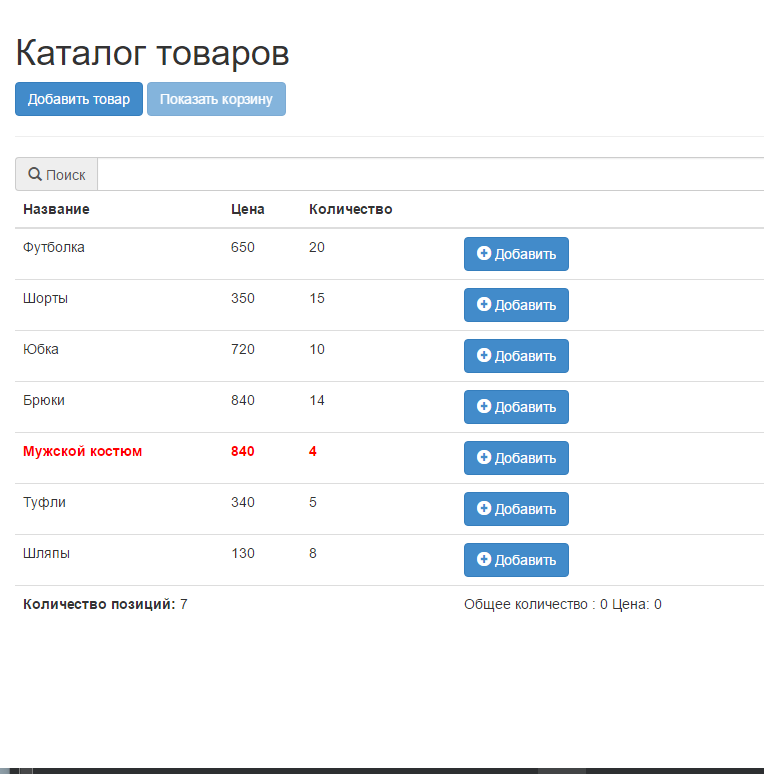 Каталог товаров
Добавить товар Показать корзину
Поиск
Название Цена Количество
Футболка 650 20 Добавить
Шорты 350 15 Добавить
Юбка 720 10 Добавить
Брюки 840 14 Добавить
Мужской костюм 840 4 Добавить
Туфли 340 5 Добавить
Шляпы 130 8 Добавить
Количество позиций: 7 Общее количество : 0 Цена: 0